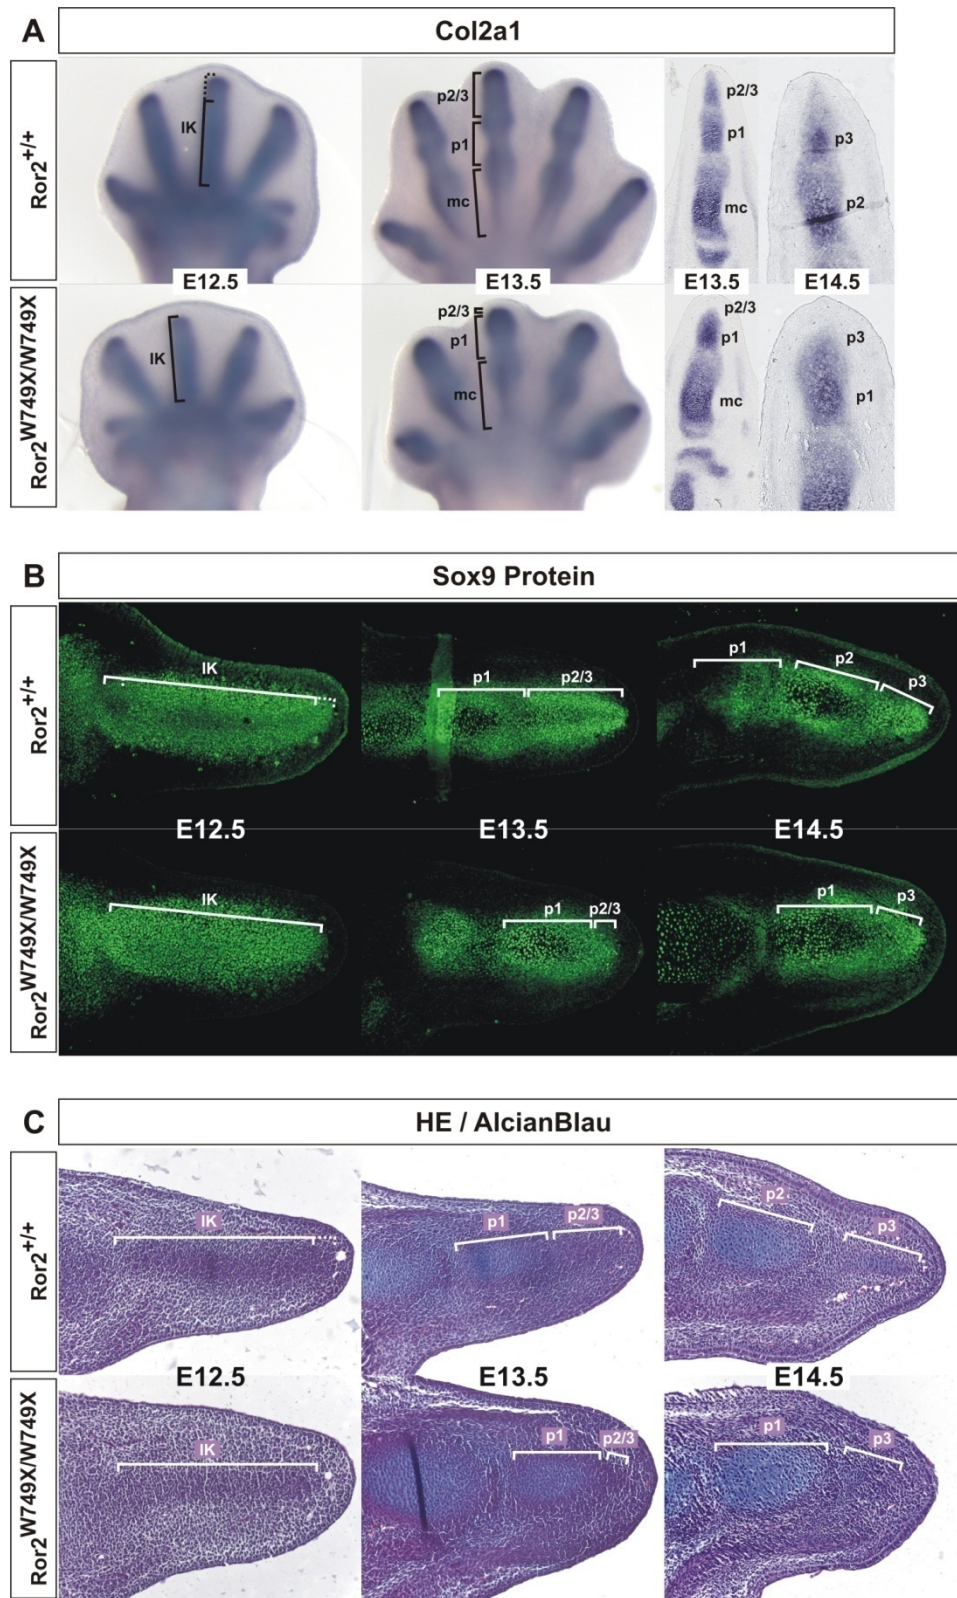 A
Col2a1
Ror2+/+
IK
p2/3
p1
mc
p2/3
p1
mc
p3
p2
E12.5
E13.5
E13.5
E14.5
Ror2W749X/W749X
IK
p2/3
p1
mc
p2/3
p1
mc
p3
p1
B
Sox9 Protein
Ror2+/+
IK
p1
p2/3
p1
p2
p3
E12.5
E13.5
E14.5
Ror2W749X/W749X
IK
p1
p2/3
p1
p3
C
HE / AlcianBlau
Ror2+/+
IK
p1
p2/3
p2
p3
E12.5
E13.5
E14.5
Ror2W749X/W749X
IK
p1
p2/3
p1
p3